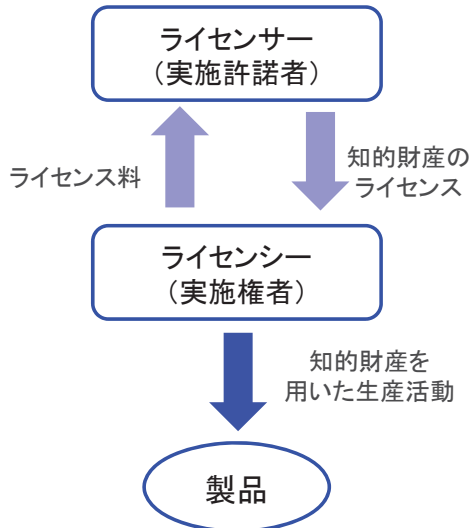 ライセンサー
（実施許諾者）
ライセンス料
知的財産の
ライセンス
ライセンシー
（実施権者）
知的財産を
用いた生産活動
製品